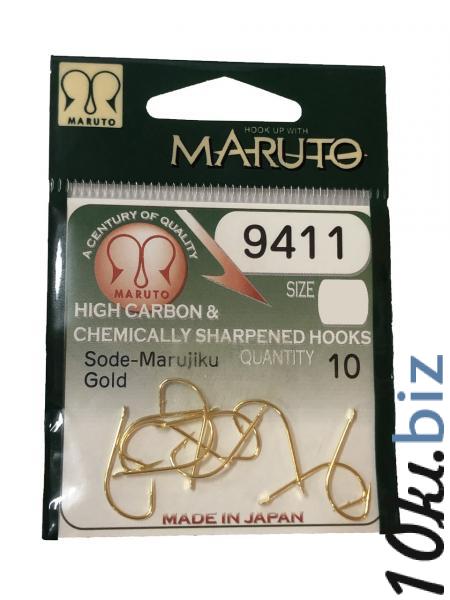 MARUTO
HOOK UP WITH
MARUTO
A CENTURY OF QUALITY
MARUTO
9411
SIZE
HIGH CARBON &
CHEMICALLY SHARPENED HOOKS
Sode-Marujiku QUANTITY 10
Gold
MADE IN JAPAN
10ki.biz